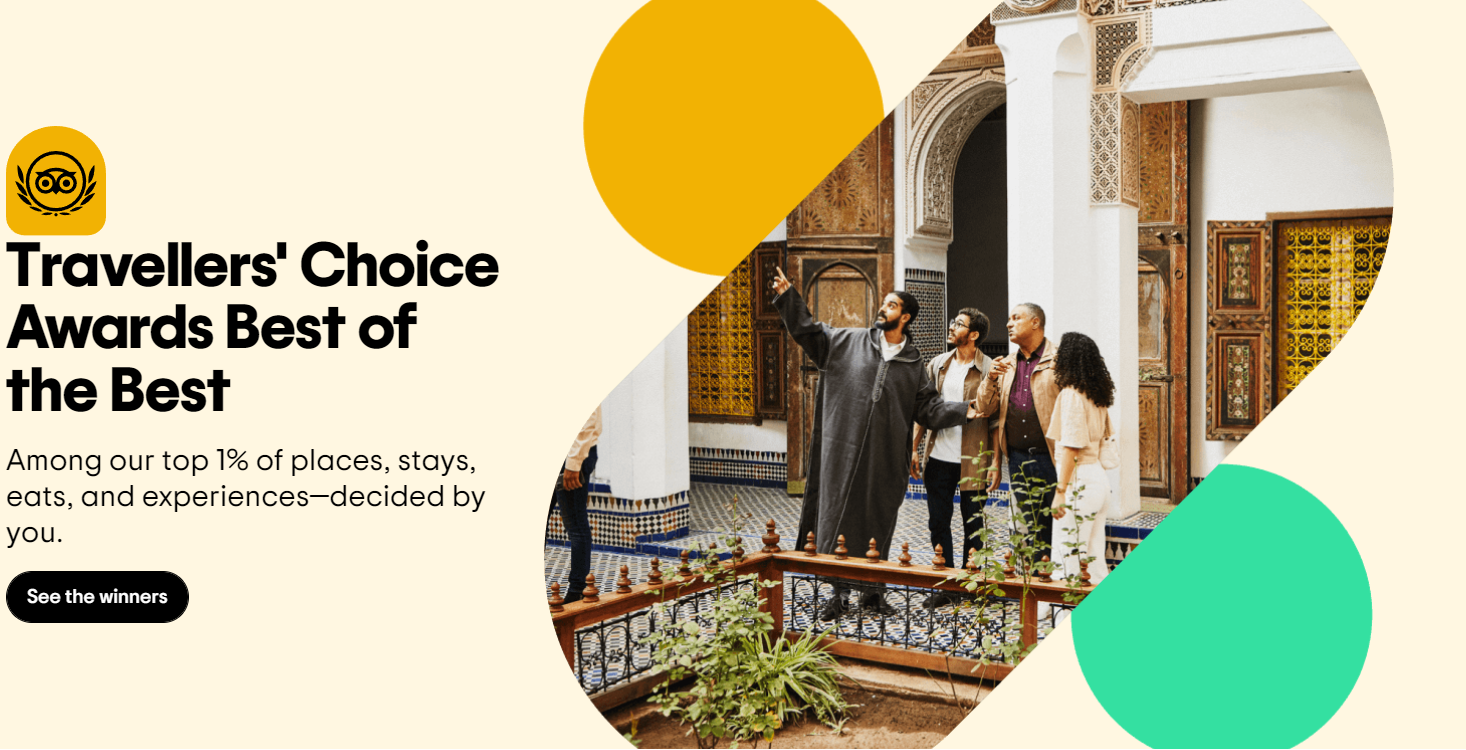 Travellers' Choice
Awards Best of
the Best
Among our top 1% of places, stays,
eats, and experiences—decided by
you.
See the winners